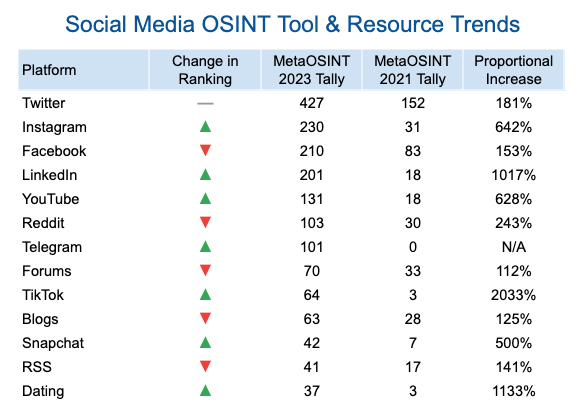 Social Media OSINT Tool & Resource Trends
Platform Change in Ranking MetaOSINT 2023 Tally MetaOSINT 2021 Tally Proportional Increase
Twitter — 427 152 181%
Instagram ▲ 230 31 642%
Facebook ▼ 210 83 153%
LinkedIn ▲ 201 18 1017%
YouTube ▲ 131 18 628%
Reddit ▼ 103 30 243%
Telegram ▲ 101 0 N/A
Forums ▼ 70 33 112%
TikTok ▲ 64 3 2033%
Blogs ▼ 63 28 125%
Snapchat ▲ 42 7 500%
RSS ▼ 41 17 141%
Dating ▲ 37 3 1133%